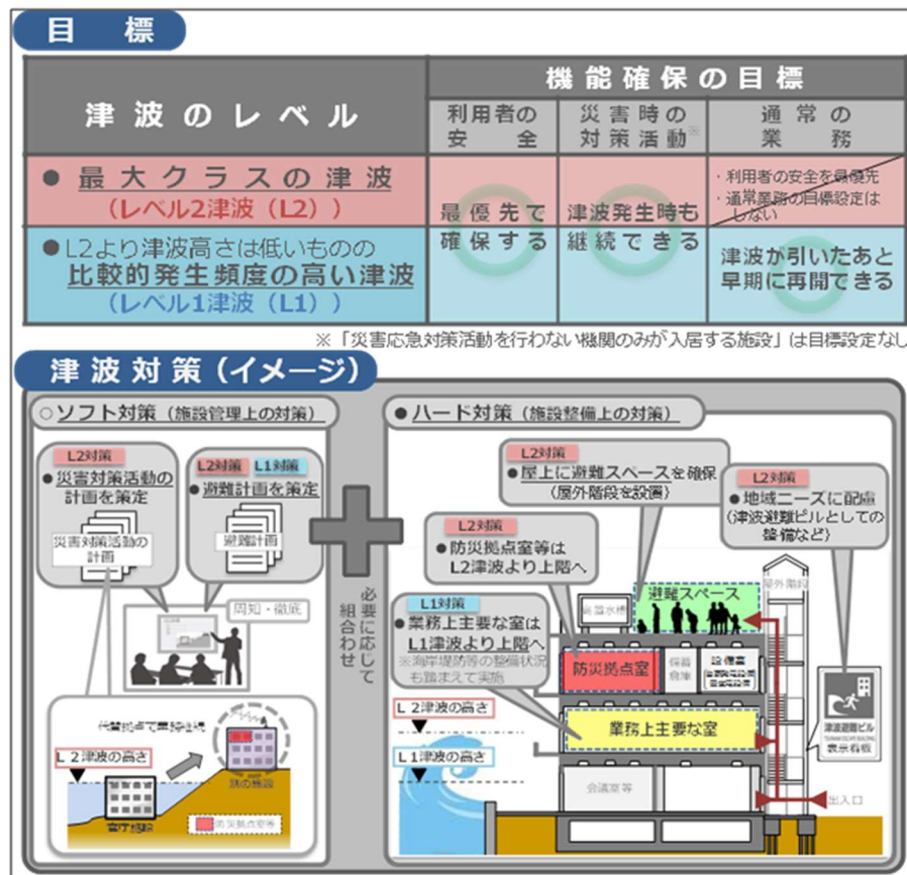 目標
津波のレベル
機能確保の目標
利用者の
安全
災害時の
対策活動※
通常の
業務
● 最大クラスの津波
(レベル2津波(L2))
●L2より津波高さは低いものの
比較的発生頻度の高い津波
(レベル1津波(L1))
最優先で
確保する
津波発生時も
継続できる
・利用者の安全を最優先
・通常業務の目標設定は
しない
津波が引いたあと
早期に再開できる
※「災害応急対策活動を行わない機関のみが入居する施設」は目標設定なし
津波対策(イメージ)
○ソフト対策(施設管理上の対策)
L2対策
●災害対策活動の
計画を策定
災害対策活動の
計画
L2対策 L1対策
●避難計画を策定
避難計画
周知・徹底
代替拠点で業務継続
L2津波の高さ
官庁施設
別の施設
防災拠点室等
必要に応じて
組合わせ
● ハード対策(施設整備上の対策)
L2対策
●屋上に避難スペースを確保
(屋外階段を設置)
L2対策
● 地域ニーズに配慮
(津波避難ビルとしての
整備など)
L2対策
● 防災拠点室等は
L2津波より上階へ
L1対策
● 業務上主要な室は
L1津波より上階へ
※海岸堤防等の整備状況
も踏まえて実施
避難スペース
屋外階段
防災拠点室
備蓄
倉庫
設備室
L2津波の高さ
L1津波の高さ
業務上主要な室
会議室等
津波避難ビル
表示看板
出入口